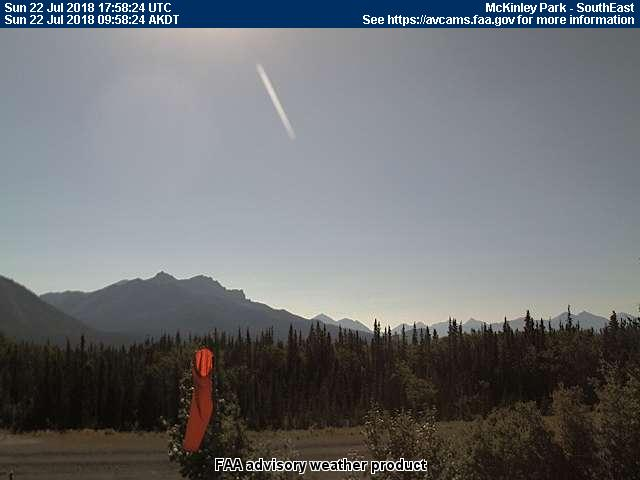 Sun 22 Jul 2018 17:58:24 UTC
McKinley Park - SouthEast
Sun 22 Jul 2018 09:58:24 AKDT
See https://avcams.faa.gov for more information
FAA advisory weather product